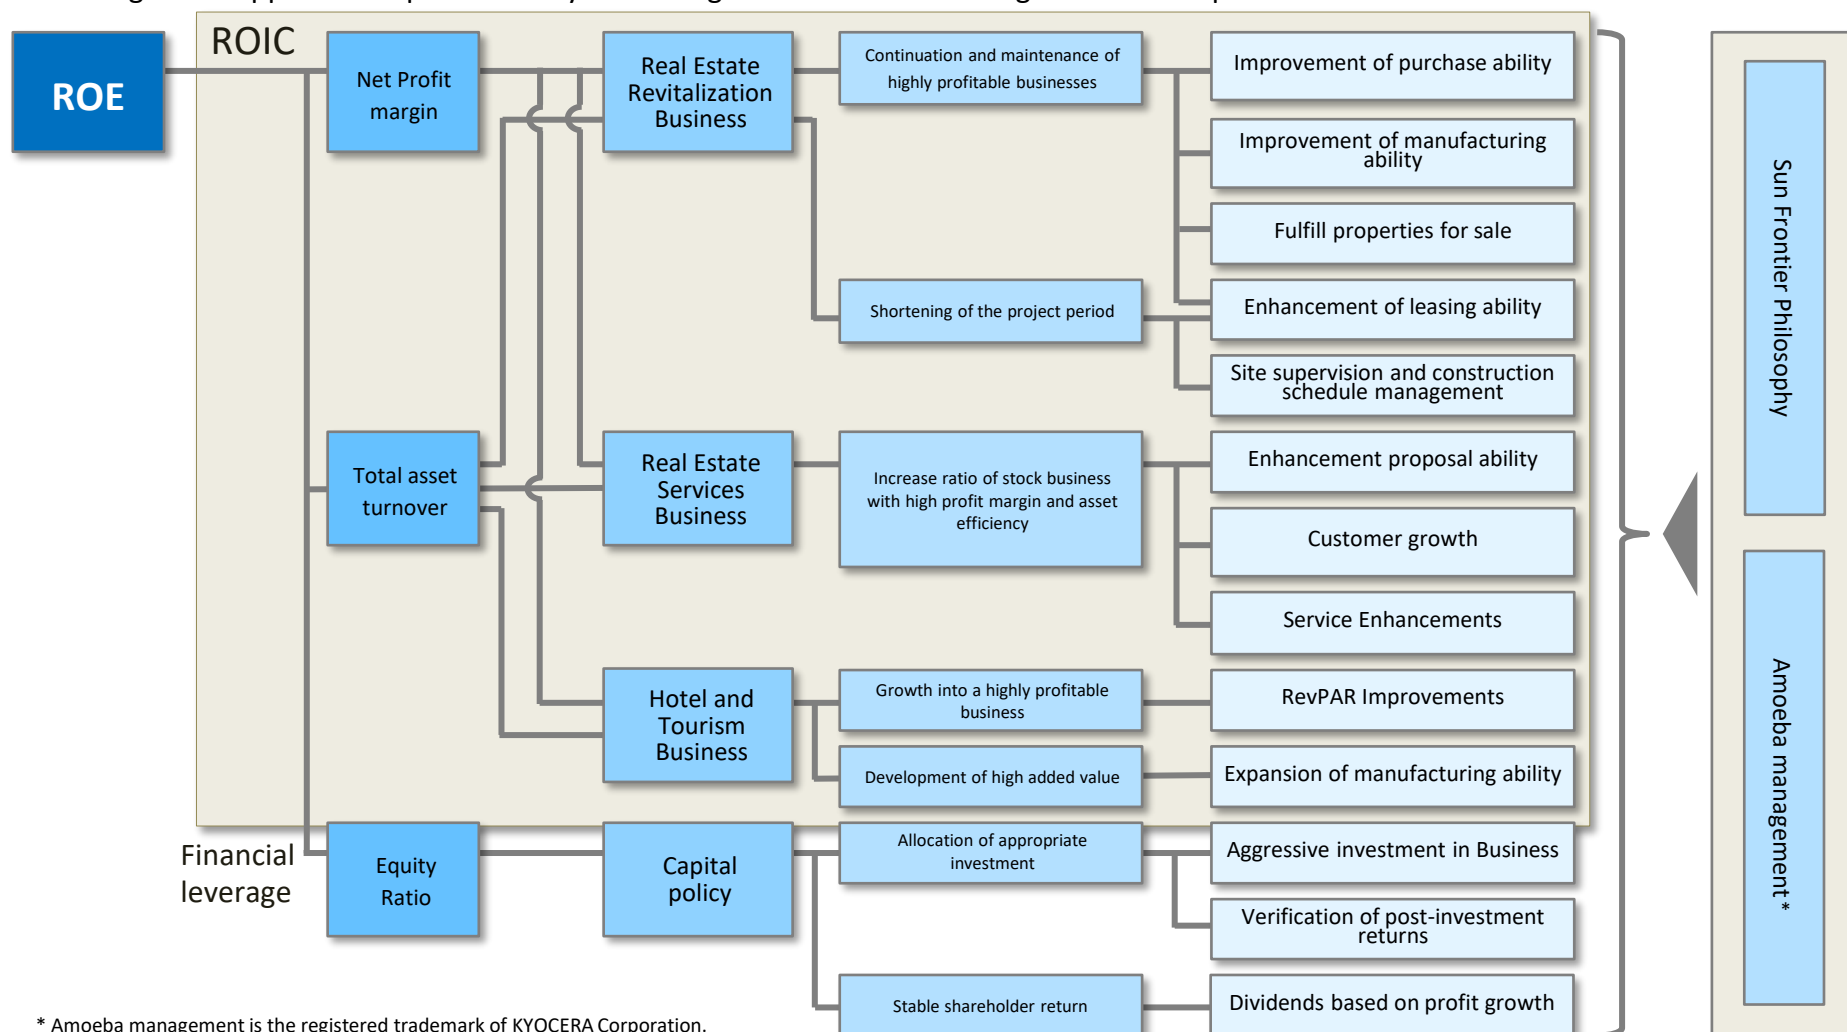 ROE
ROIC
Net Profit
margin
Real Estate
Revitalization
Business
Continuation and maintenance of
highly profitable businesses
Improvement of purchase ability
Improvement of manufacturing
ability
Fulfill properties for sale
Shortening of the project period
Enhancement of leasing ability
Site supervision and construction
schedule management
Total asset
turnover
Real Estate
Services
Business
Increase ratio of stock business
with high profit margin and asset
efficiency
Enhancement proposal ability
Customer growth
Service Enhancements
Hotel and
Tourism
Business
Growth into a highly profitable
business
RevPAR Improvements
Development of high added value
Expansion of manufacturing ability
Financial
leverage
Equity
Ratio
Capital
policy
Allocation of appropriate
investment
Aggressive investment in Business
Verification of post-investment
returns
Stable shareholder return
Dividends based on profit growth
Sun Frontier Philosophy
Amoeba management*
* Amoeba management is the registered trademark of KYOCERA Corporation.